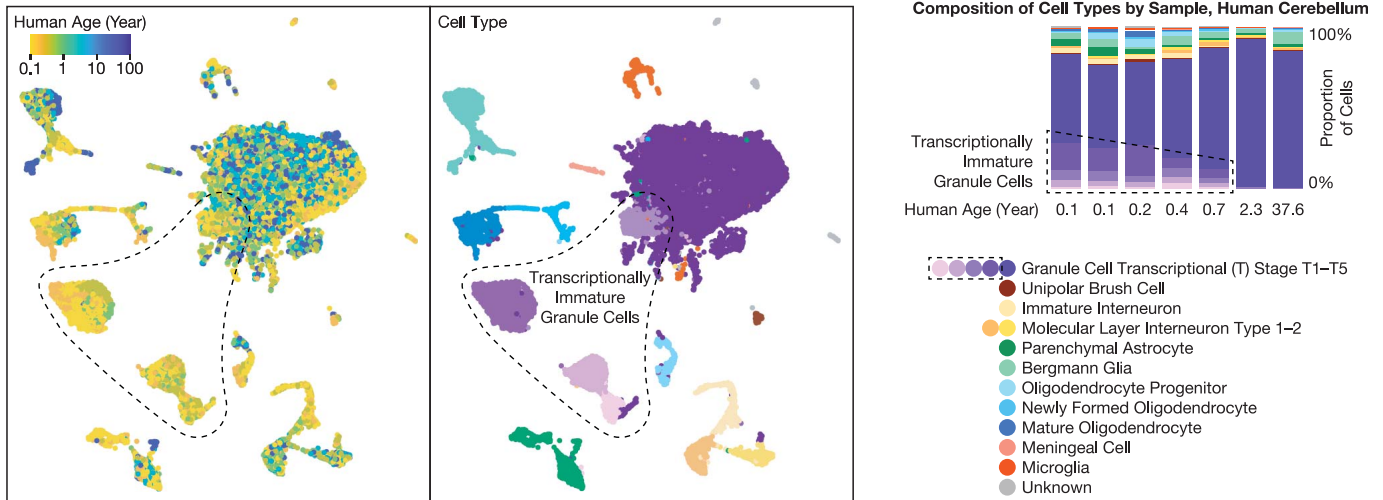 Human Age (Year)
0.1 1 10 100
Cell Type
Transcriptionally
Immature
Granule Cells
Composition of Cell Types by Sample, Human Cerebellum
100%
Proportion
of Cells
0%
Transcriptionally
Immature
Granule Cells
Human Age (Year) 0.1 0.1 0.2 0.4 0.7 2.3 37.6
Granule Cell Transcriptional (T) Stage T1–T5
Unipolar Brush Cell
Immature Interneuron
Molecular Layer Interneuron Type 1–2
Parenchymal Astrocyte
Bergmann Glia
Oligodendrocyte Progenitor
Newly Formed Oligodendrocyte
Mature Oligodendrocyte
Meningeal Cell
Microglia
Unknown